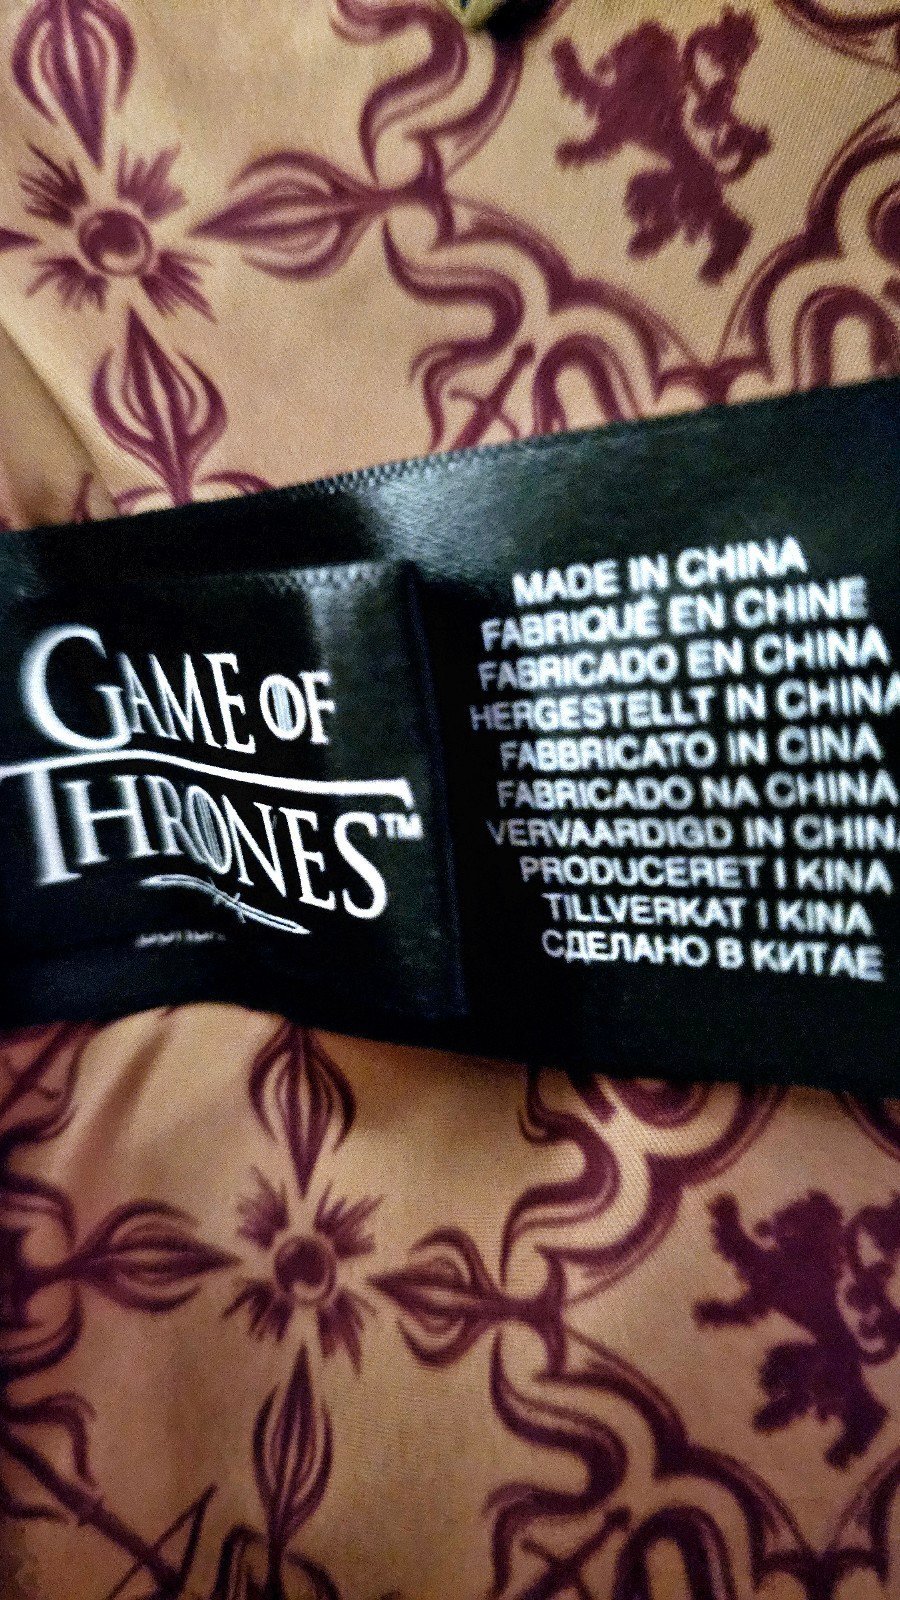 GAME OF
THRONES™
MADE IN CHINA
FABRIQUÉ EN CHINE
FABRICADO EN CHINA
HERGESTELLT IN CHINA
FABBRICATO IN CINA
FABRICADO NA CHINA
VERVAARDIGD IN CHINA
PRODUCERET I KINA
TILLVERKAT I KINA
СДЕЛАНО В КИТАЕ